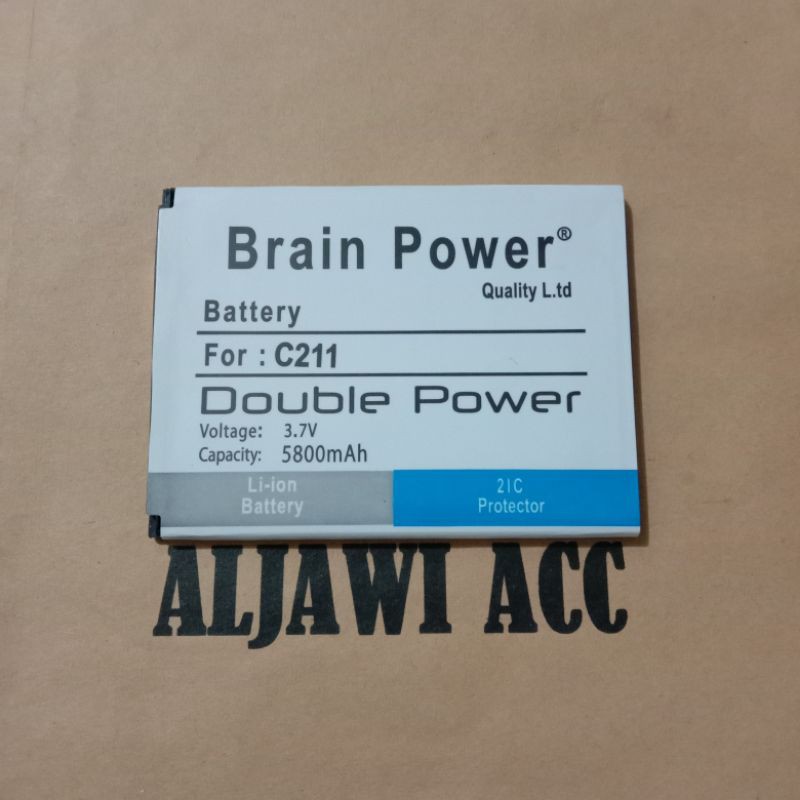 Brain Power®
Quality L.td
Battery
For : C211
Double Power
Voltage: 3.7V
Capacity: 5800mAh
Li-ion
Battery
2IC
Protector
ALJAWI ACC